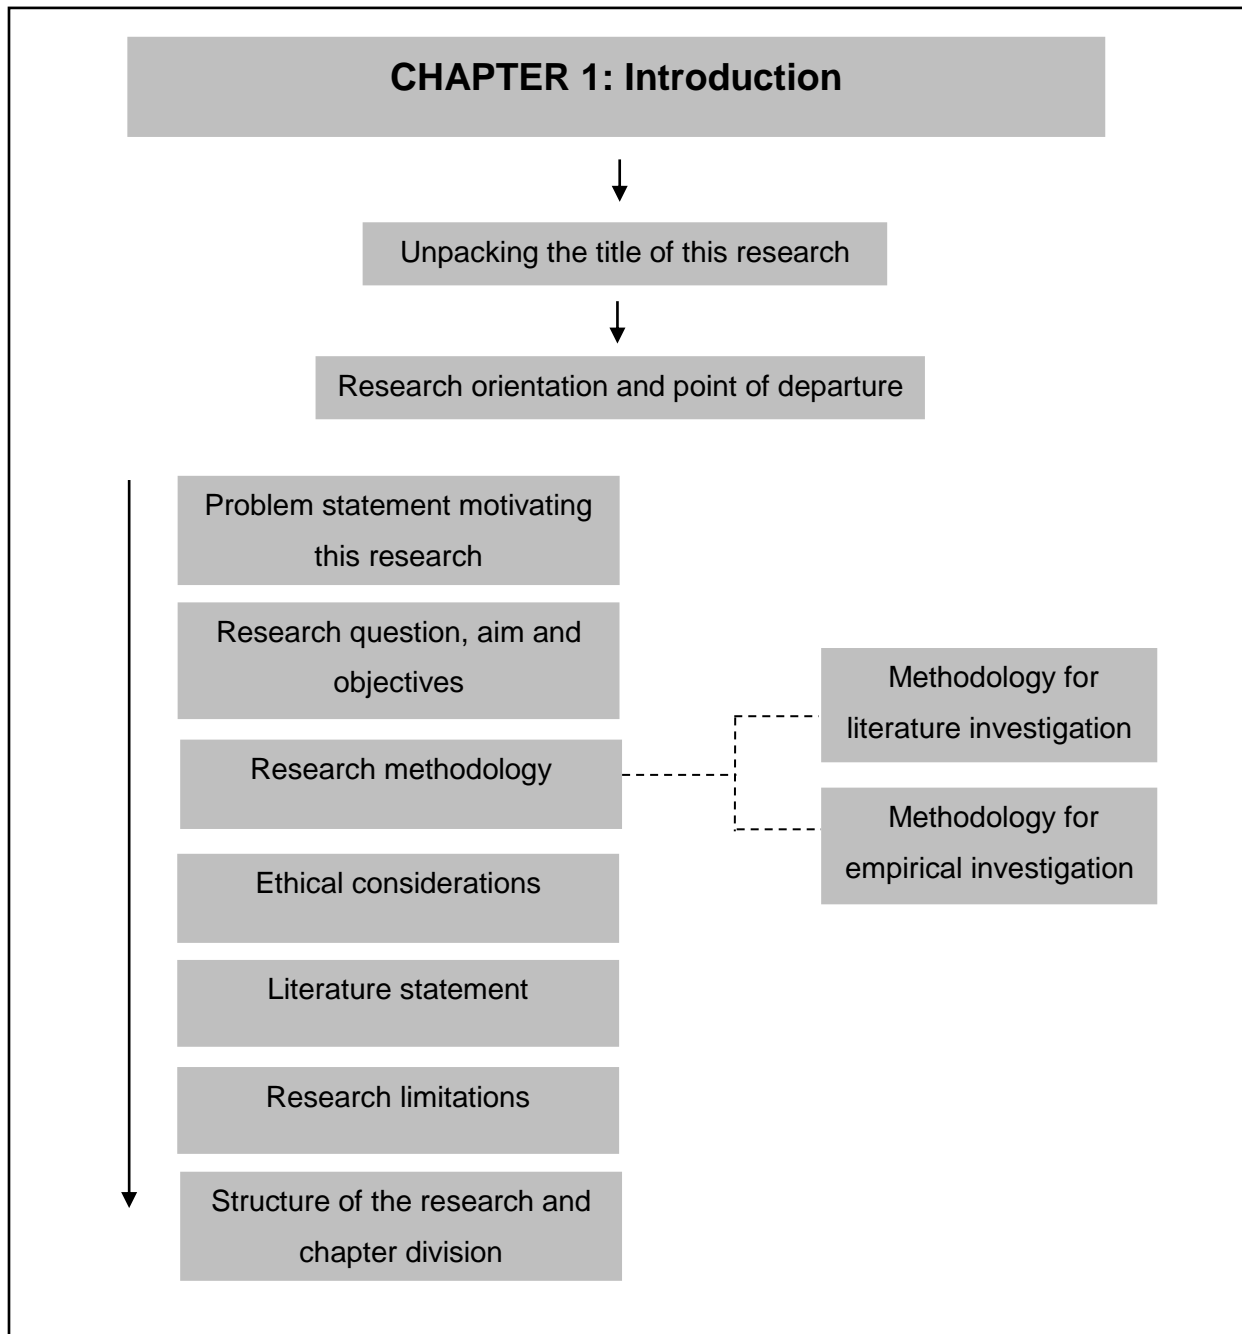 CHAPTER 1: Introduction
Unpacking the title of this research
Research orientation and point of departure
Problem statement motivating
this research
Research question, aim and
objectives
Research methodology
Methodology for
literature investigation
Methodology for
empirical investigation
Ethical considerations
Literature statement
Research limitations
Structure of the research and
chapter division